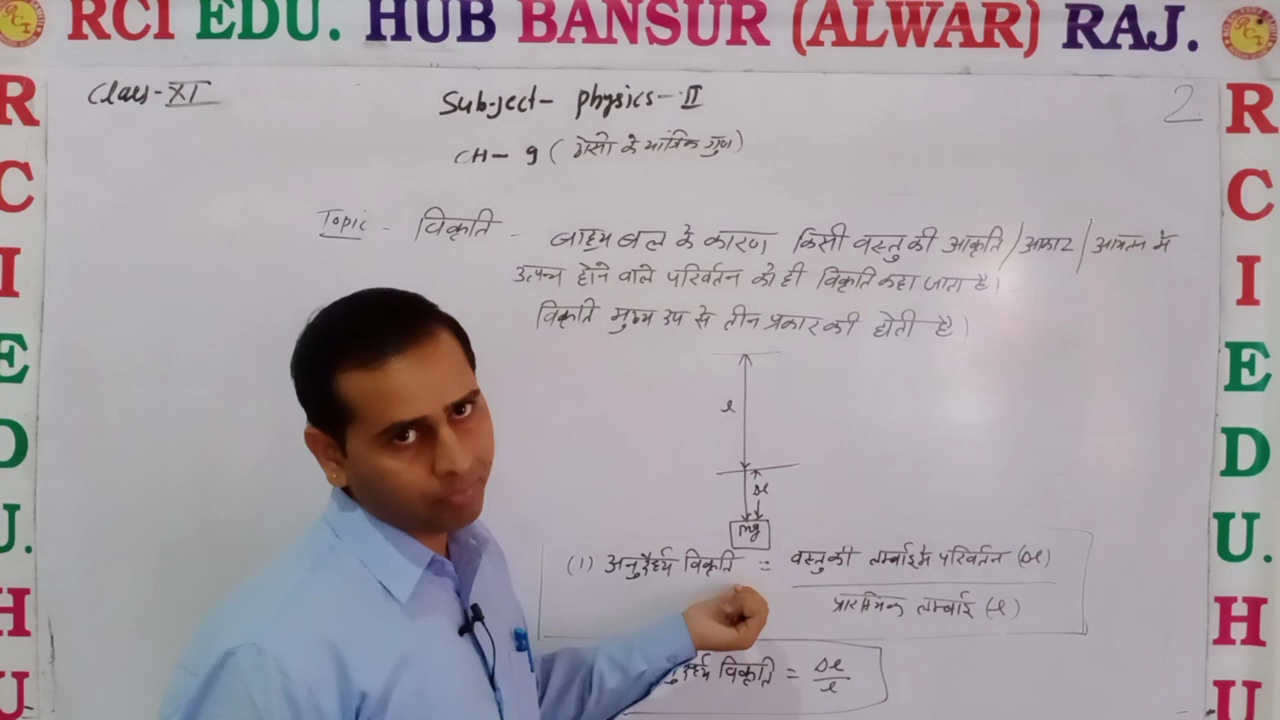 RCI EDU. HUB BANSUR (ALWAR) RAJ.
R
C
I
E
D
U.
H
U
R
C
I
E
D
U.
H
U
Class-XI
Subject- Physics-II
2.
CH- 9 (ठोसो के यांत्रिक गुण)
Topic - विकृति - बाह्य बल के कारण किसी वस्तु की आकृति/आकार/आयतन मे
उत्पन्न होने वाले परिवर्तन को ही विकृति कहा जाता है।
विकृति मुख्य रूप से तीन प्रकार की होती है।
l
Δl
mg
(1) अनुदैर्ध्य विकृति = वस्तु की लम्बाई मे परिवर्तन (Δl)
प्रारम्भिक लम्बाई (l)
विकृति = Δl
l